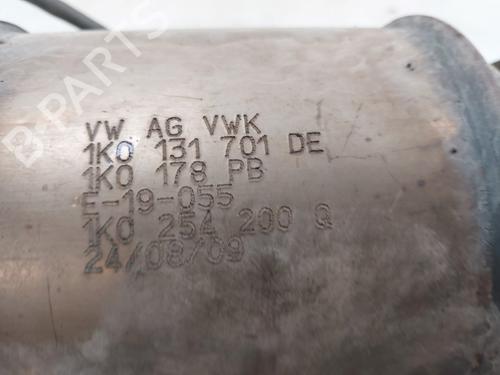 VW AG VWK
1K0 131 701 DE
1K0 178 PB
E-19-055
1K0 254 200 Q
24/08/09